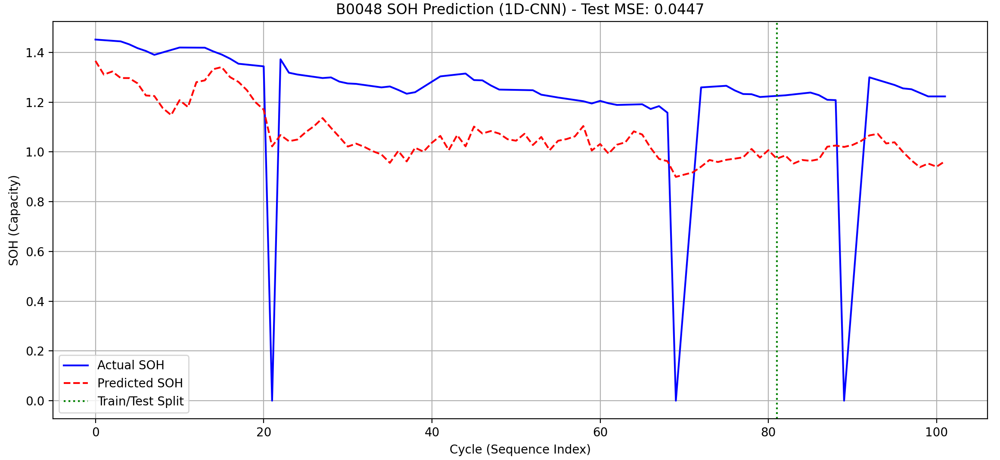 B0048 SOH Prediction (1D-CNN) - Test MSE: 0.0447
SOH (Capacity)
1.4
1.2
1.0
0.8
0.6
0.4
0.2
0.0
Actual SOH
Predicted SOH
Train/Test Split
0 20 40 60 80 100
Cycle (Sequence Index)